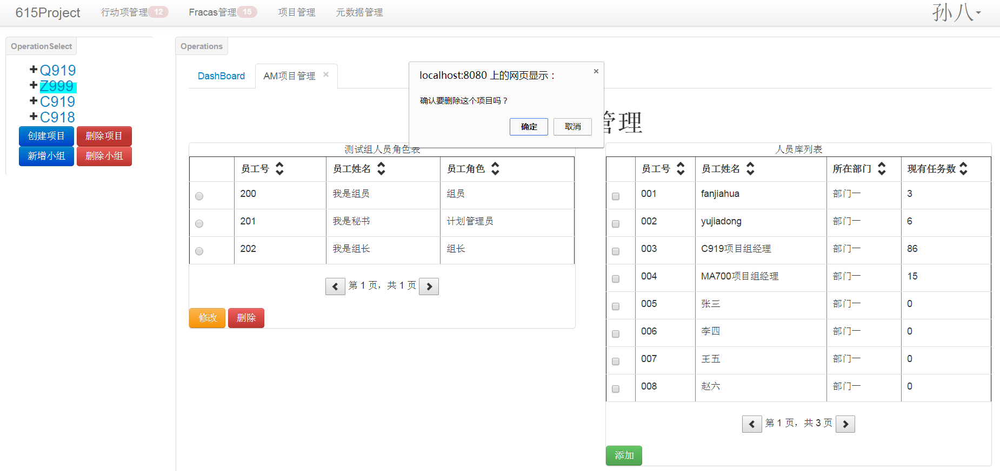 615Project 行动项管理 12 Fracas管理 15 项目管理 元数据管理 孙八
OperationSelect
Q919
Z999
C919
C918
创建项目 删除项目
新增小组 删除小组
Operations
DashBoard AM项目管理 ×
localhost:8080 上的网页显示： ×
确认要删除这个项目吗？
确定 取消
管理
测试组人员角色表
员工号 员工姓名 员工角色
200 我是组员 组员
201 我是秘书 计划管理员
202 我是组长 组长
第 1 页，共 1 页
修改 删除
人员库列表
员工号 员工姓名 所在部门 现有任务数
001 fanjiahua 部门一 3
002 yujiadong 部门一 6
003 C919项目组经理 部门一 86
004 MA700项目组经理 部门一 15
005 张三 部门一 0
006 李四 部门一 0
007 王五 部门一 0
008 赵六 部门一 0
第 1 页，共 3 页
添加